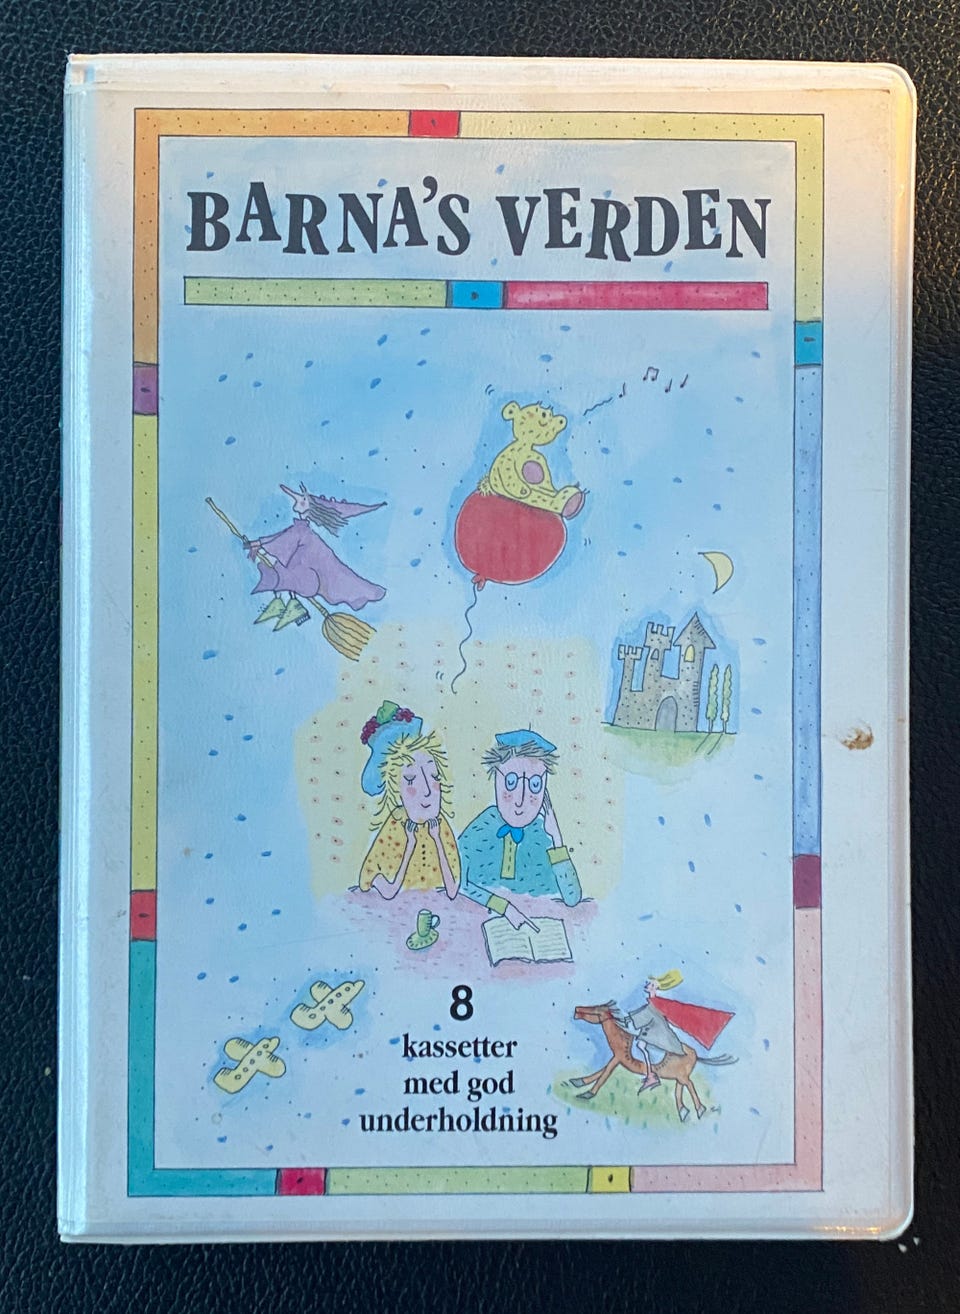 BARNA'S VERDEN
8
kassetter
med god
underholdning